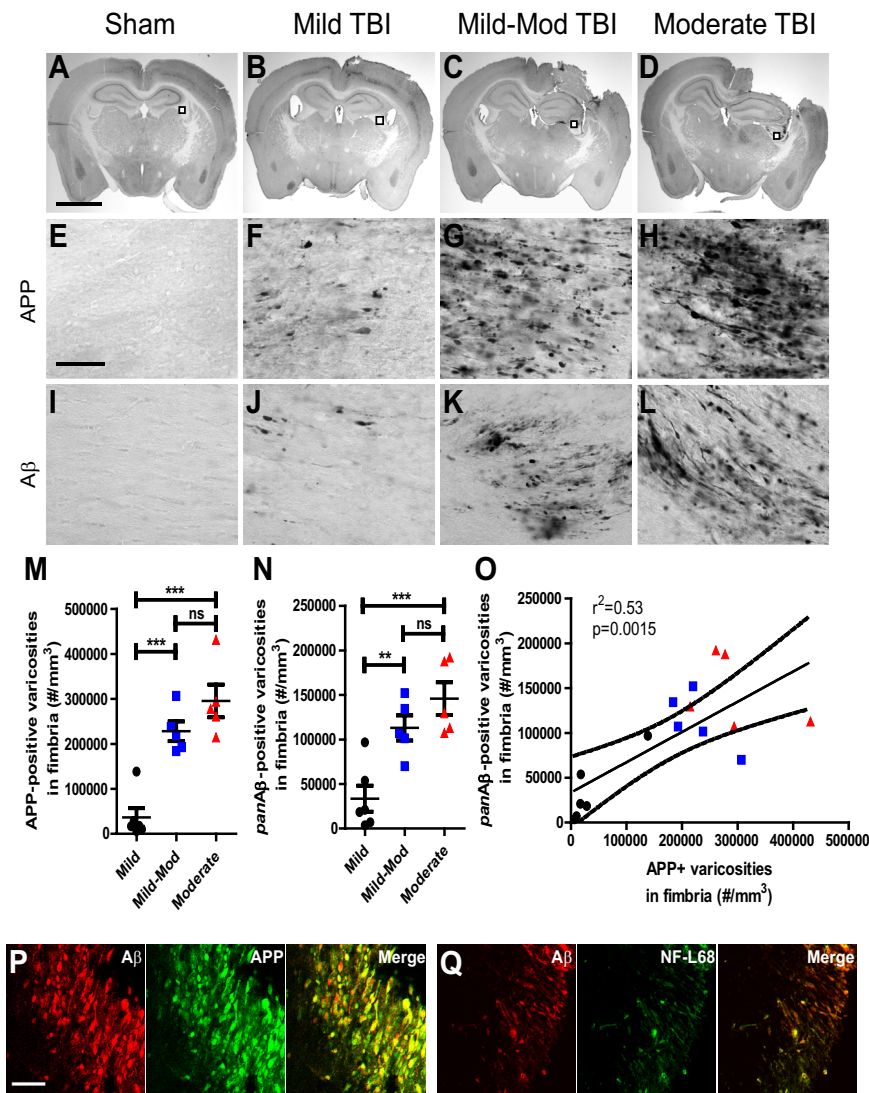 Sham Mild TBI Mild-Mod TBI Moderate TBI
A B C D
APP
E F G H
Aβ
I J K L
M
APP-positive varicosities
in fimbria (#/mm³)
500000
400000
300000
200000
100000
0
***
***
ns
Mild
Mild-Mod
Moderate
N
panAβ-positive varicosities
in fimbria (#/mm³)
250000
200000
150000
100000
50000
0
***
**
ns
Mild
Mild-Mod
Moderate
O
r²=0.53
p=0.0015
panAβ-positive varicosities
in fimbria (#/mm³)
250000
200000
150000
100000
50000
0
100000 200000 300000 400000 500000
APP+ varicosities
in fimbria (#/mm³)
P Aβ APP Merge
Q Aβ NF-L68 Merge